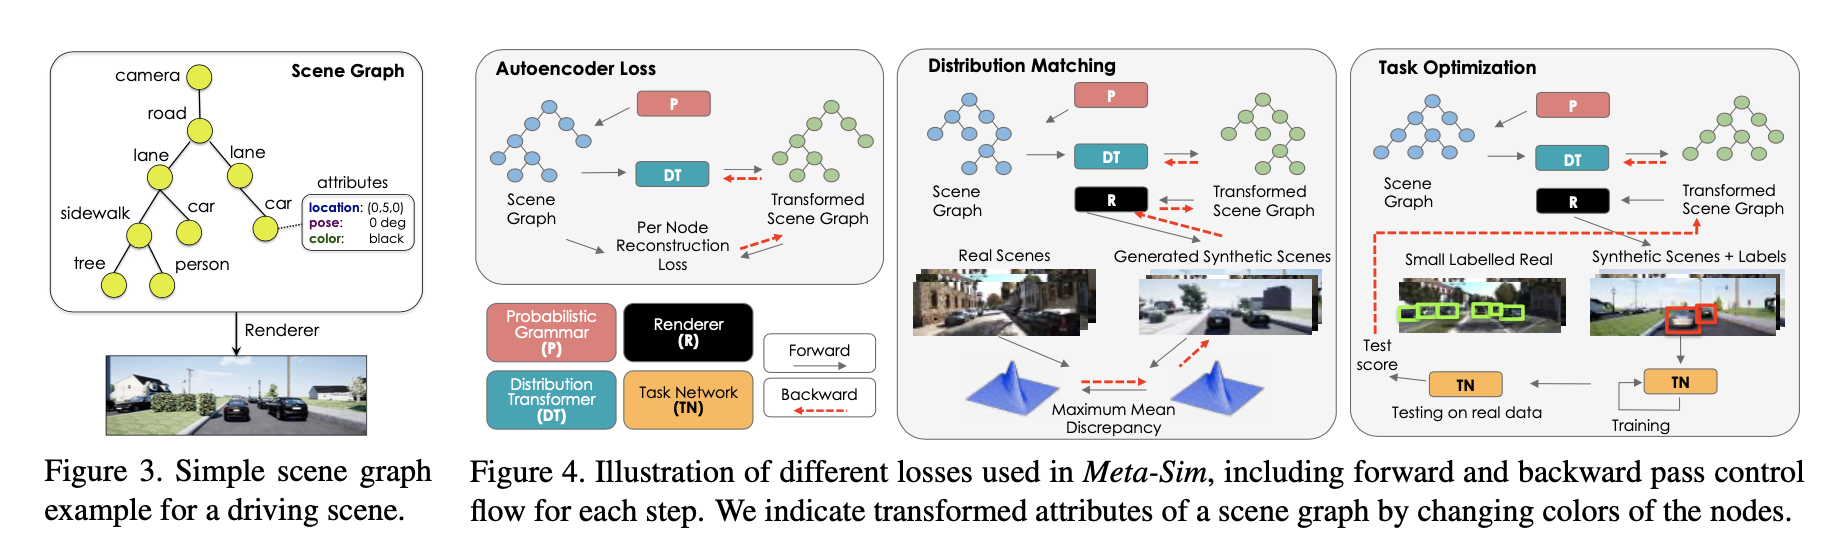 Scene Graph
camera
road
lane
lane
attributes
location: (0,5,0)
pose: 0 deg
color: black
sidewalk
car
car
tree
person
Renderer
Figure 3. Simple scene graph
example for a driving scene.
Autoencoder Loss
P
DT
Scene
Graph
Transformed
Scene Graph
Per Node
Reconstruction
Loss
Probabilistic
Grammar
(P)
Renderer
(R)
Distribution
Transformer
(DT)
Task Network
(TN)
Forward
Backward
Distribution Matching
P
DT
R
Scene
Graph
Transformed
Scene Graph
Real Scenes
Generated Synthetic Scenes
Maximum Mean
Discrepancy
Task Optimization
P
DT
R
Scene
Graph
Transformed
Scene Graph
Small Labelled Real
Synthetic Scenes + Labels
Test
score
TN
TN
Testing on real data
Training
Figure 4. Illustration of different losses used in Meta-Sim, including forward and backward pass control
flow for each step. We indicate transformed attributes of a scene graph by changing colors of the nodes.